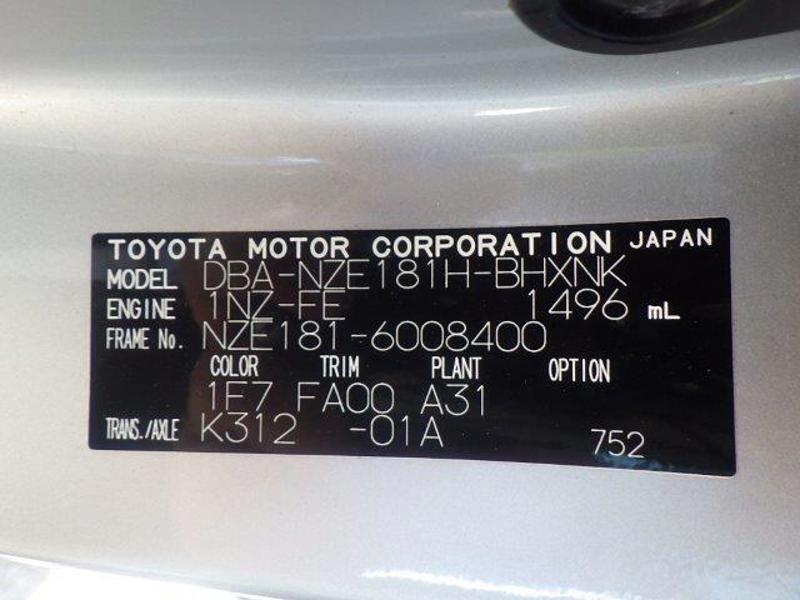 TOYOTA MOTOR CORPORATION JAPAN
MODEL DBA-NZE181H-BHXNK
ENGINE 1NZ-FE 1496 mL
FRAME No. NZE181-6008400
COLOR TRIM PLANT OPTION
1F7 FA00 A31
TRANS./AXLE K312 -01A 752